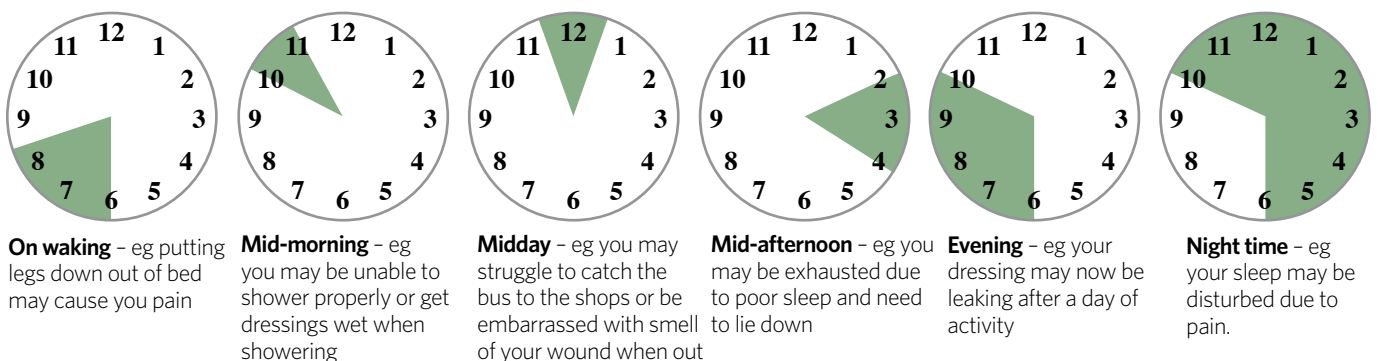 12
11 1
10 2
9 3
8 4
7 5
6
12
11 1
10 2
9 3
8 4
7 5
6
12
11 1
10 2
9 3
8 4
7 5
6
12
11 1
10 2
9 3
8 4
7 5
6
12
11 1
10 2
9 3
8 4
7 5
6
12
11 1
10 2
9 3
8 4
7 5
6
On waking – eg putting
legs down out of bed
may cause you pain
Mid-morning – eg
you may be unable to
shower properly or get
dressings wet when
showering
Midday – eg you may
struggle to catch the
bus to the shops or be
embarrassed with smell
of your wound when out
Mid-afternoon – eg you
may be exhausted due
to poor sleep and need
to lie down
Evening – eg your
dressing may now be
leaking after a day of
activity
Night time – eg
your sleep may be
disturbed due to
pain.